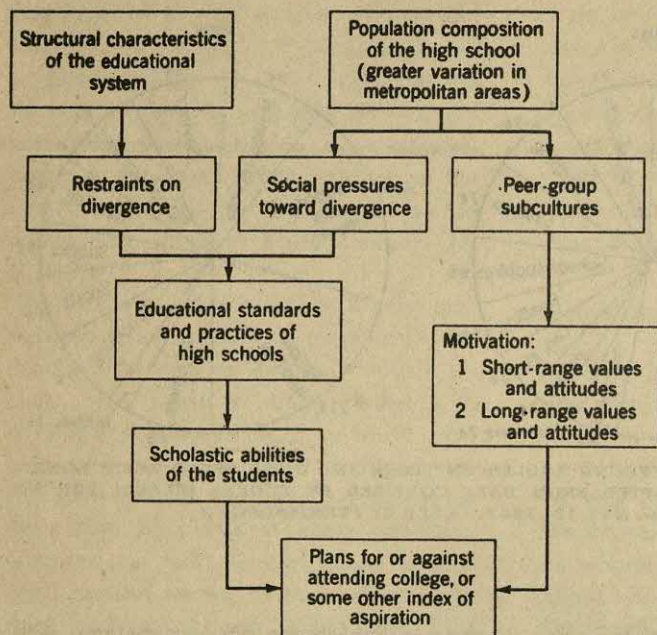 Structural characteristics
of the educational
system
Population composition
of the high school
(greater variation in
metropolitan areas)
Restraints on
divergence
Social pressures
toward divergence
Peer-group
subcultures
Educational standards
and practices of
high schools
Motivation:
1 Short-range values
and attitudes
2 Long-range values
and attitudes
Scholastic abilities
of the students
Plans for or against
attending college, or
some other index of
aspiration